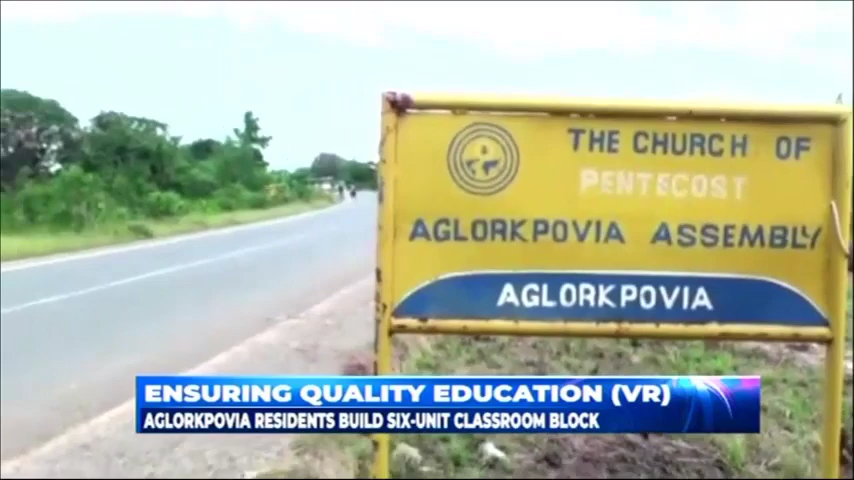 THE CHURCH OF
PENTECOST
AGLORKPOVIA ASSEMBLY
AGLORKPOVIA
ENSURING QUALITY EDUCATION (VR)
AGLORKPOVIA RESIDENTS BUILD SIX-UNIT CLASSROOM BLOCK